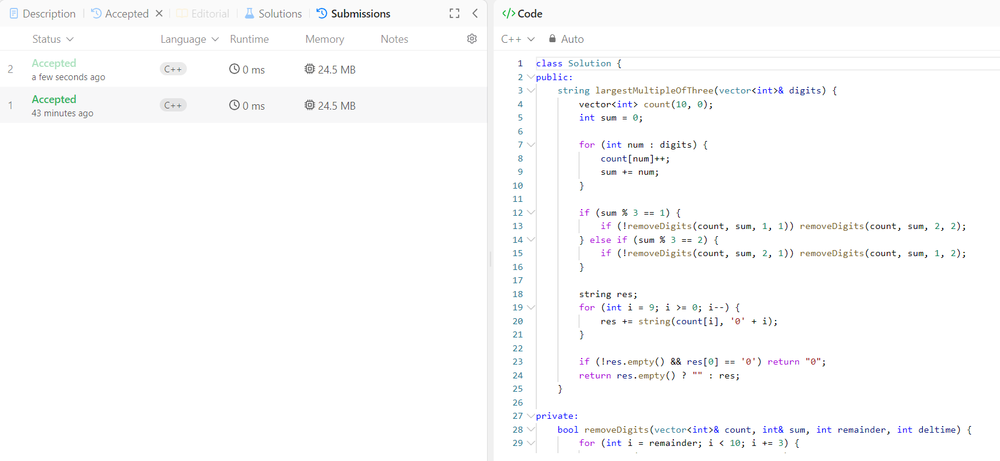 Description
Accepted
Editorial
Solutions
Submissions
Status
Language
Runtime
Memory
Notes
2
Accepted
a few seconds ago
C++
0 ms
24.5 MB
1
Accepted
43 minutes ago
C++
0 ms
24.5 MB
</> Code
C++
Auto
1 class Solution {
2 public:
3     string largestMultipleOfThree(vector<int>& digits) {
4         vector<int> count(10, 0);
5         int sum = 0;
6
7         for (int num : digits) {
8             count[num]++;
9             sum += num;
10         }
11
12         if (sum % 3 == 1) {
13             if (!removeDigits(count, sum, 1, 1)) removeDigits(count, sum, 2, 2);
14         } else if (sum % 3 == 2) {
15             if (!removeDigits(count, sum, 2, 1)) removeDigits(count, sum, 1, 2);
16         }
17
18         string res;
19         for (int i = 9; i >= 0; i--) {
20             res += string(count[i], '0' + i);
21         }
22
23         if (!res.empty() && res[0] == '0') return "0";
24         return res.empty() ? "" : res;
25     }
26
27 private:
28     bool removeDigits(vector<int>& count, int& sum, int remainder, int deltime) {
29         for (int i = remainder; i < 10; i += 3) {